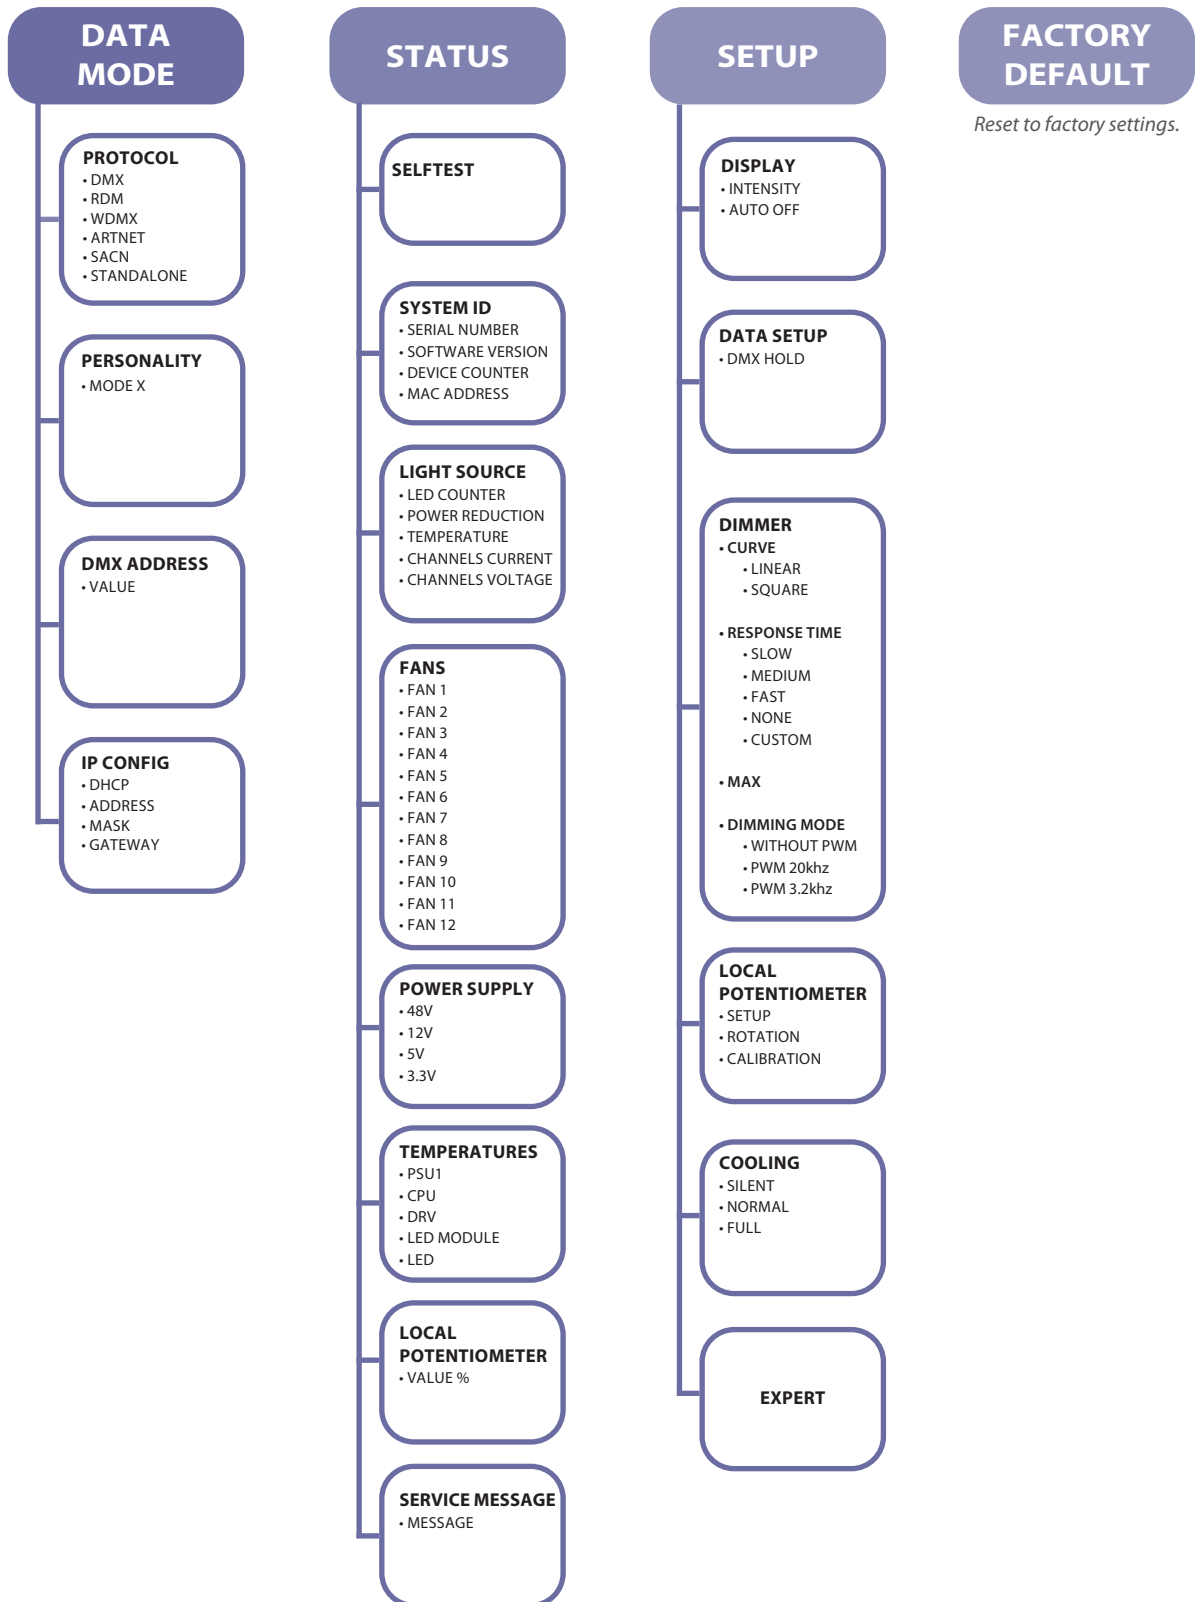 DATA
MODE
PROTOCOL
• DMX
• RDM
• WDMX
• ARTNET
• SACN
• STANDALONE
PERSONALITY
• MODE X
DMX ADDRESS
• VALUE
IP CONFIG
• DHCP
• ADDRESS
• MASK
• GATEWAY
STATUS
SELFTEST
SYSTEM ID
• SERIAL NUMBER
• SOFTWARE VERSION
• DEVICE COUNTER
• MAC ADDRESS
LIGHT SOURCE
• LED COUNTER
• POWER REDUCTION
• TEMPERATURE
• CHANNELS CURRENT
• CHANNELS VOLTAGE
FANS
• FAN 1
• FAN 2
• FAN 3
• FAN 4
• FAN 5
• FAN 6
• FAN 7
• FAN 8
• FAN 9
• FAN 10
• FAN 11
• FAN 12
POWER SUPPLY
• 48V
• 12V
• 5V
• 3.3V
TEMPERATURES
• PSU1
• CPU
• DRV
• LED MODULE
• LED
LOCAL
POTENTIOMETER
• VALUE %
SERVICE MESSAGE
• MESSAGE
SETUP
DISPLAY
• INTENSITY
• AUTO OFF
DATA SETUP
• DMX HOLD
DIMMER
• CURVE
• LINEAR
• SQUARE
• RESPONSE TIME
• SLOW
• MEDIUM
• FAST
• NONE
• CUSTOM
• MAX
• DIMMING MODE
• WITHOUT PWM
• PWM 20khz
• PWM 3.2khz
LOCAL
POTENTIOMETER
• SETUP
• ROTATION
• CALIBRATION
COOLING
• SILENT
• NORMAL
• FULL
EXPERT
FACTORY
DEFAULT
Reset to factory settings.